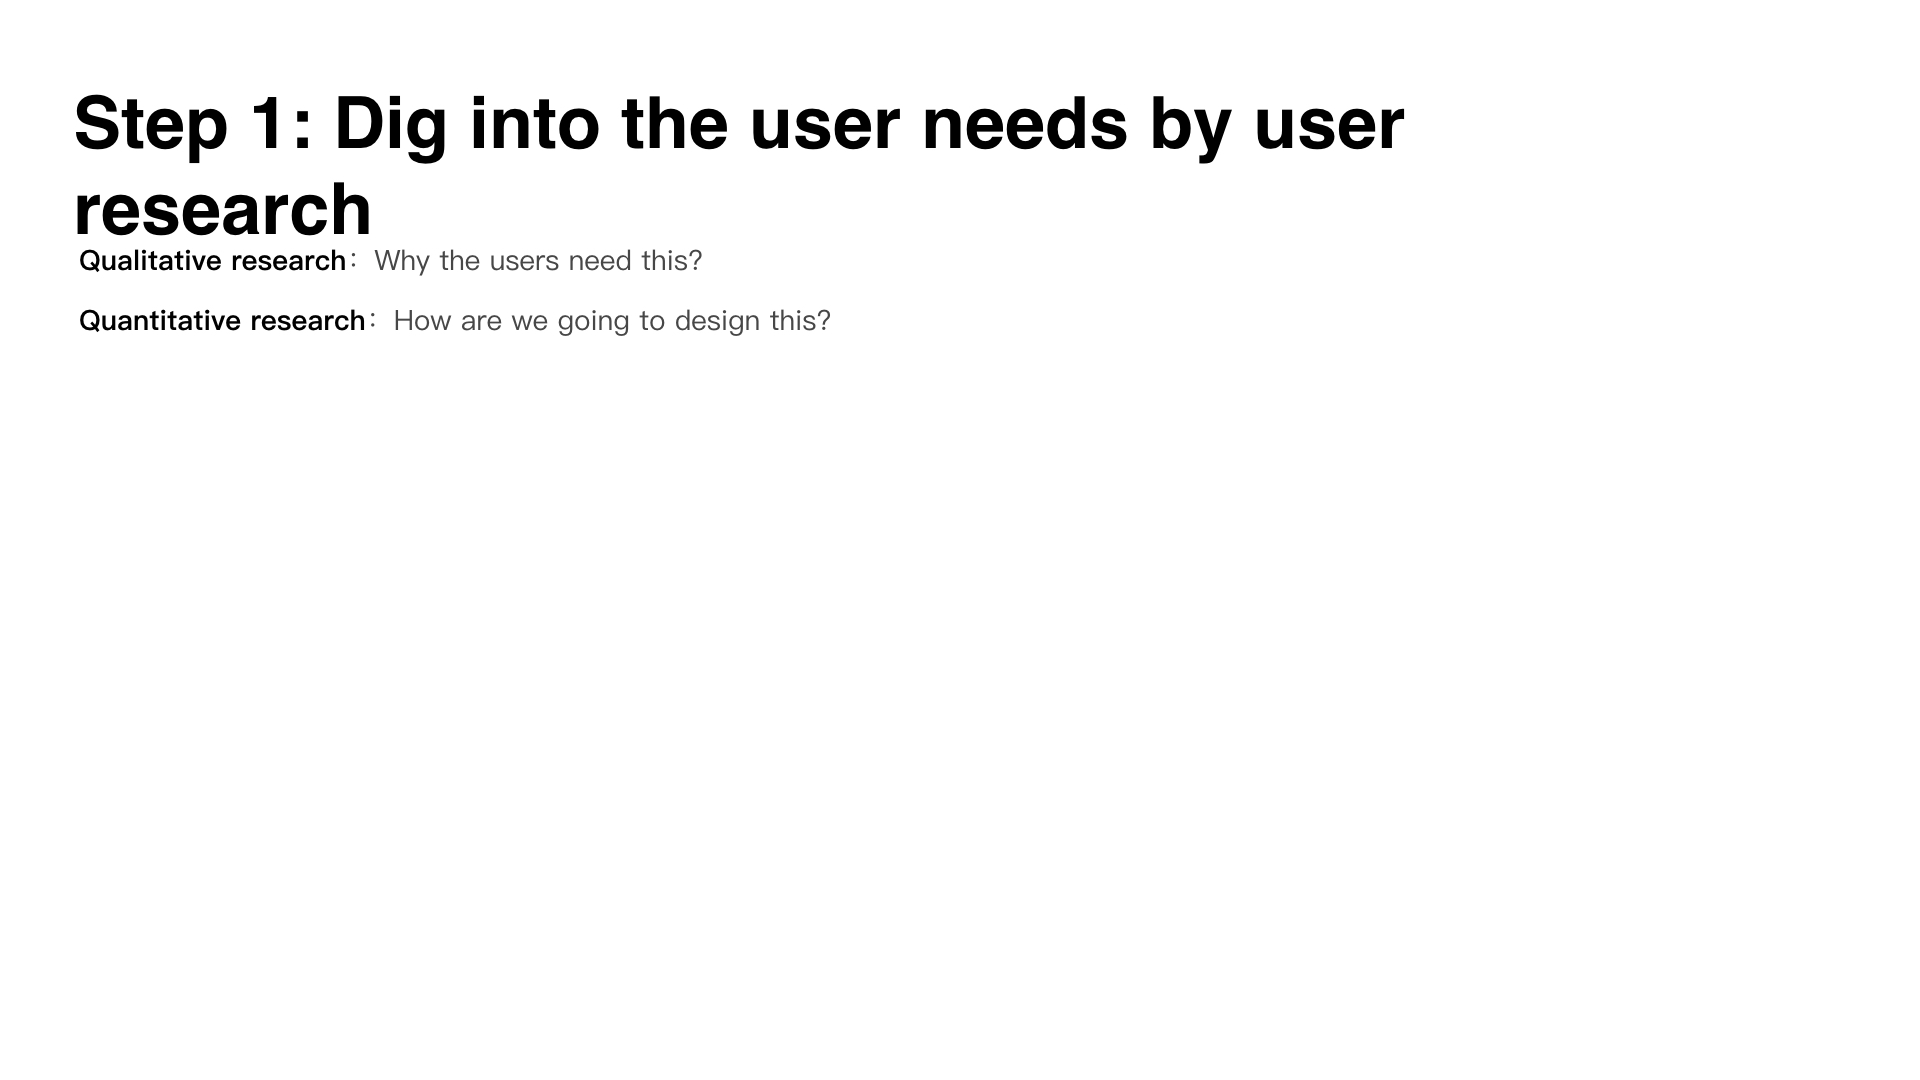 Step 1: Dig into the user needs by user
research
Qualitative research：Why the users need this?
Quantitative research：How are we going to design this?